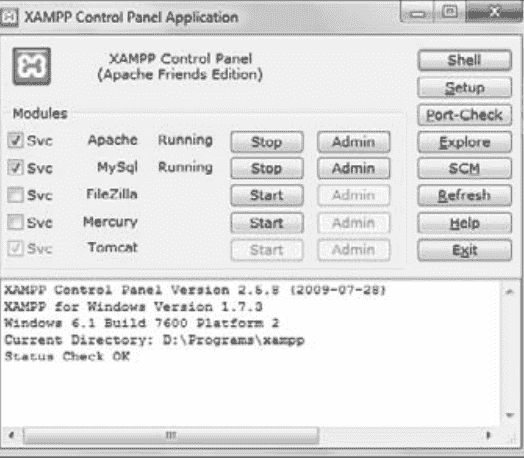 XAMPP Control Panel Application
XAMPP Control Panel
(Apache Friends Edition)
Shell
Setup
Port-Check
Modules
Svc Apache Running Stop Admin Explore
Svc MySql Running Stop Admin SCM
Svc FileZilla Start Admin Refresh
Svc Mercury Start Admin Help
Svc Tomcat Start Admin Exit
XAMPP Control Panel Version 2.5.8 (2009-07-28)
XAMPP for Windows Version 1.7.3
Windows 6.1 Build 7600 Platform 2
Current Directory: D:\Programs\xampp
Status Check OK